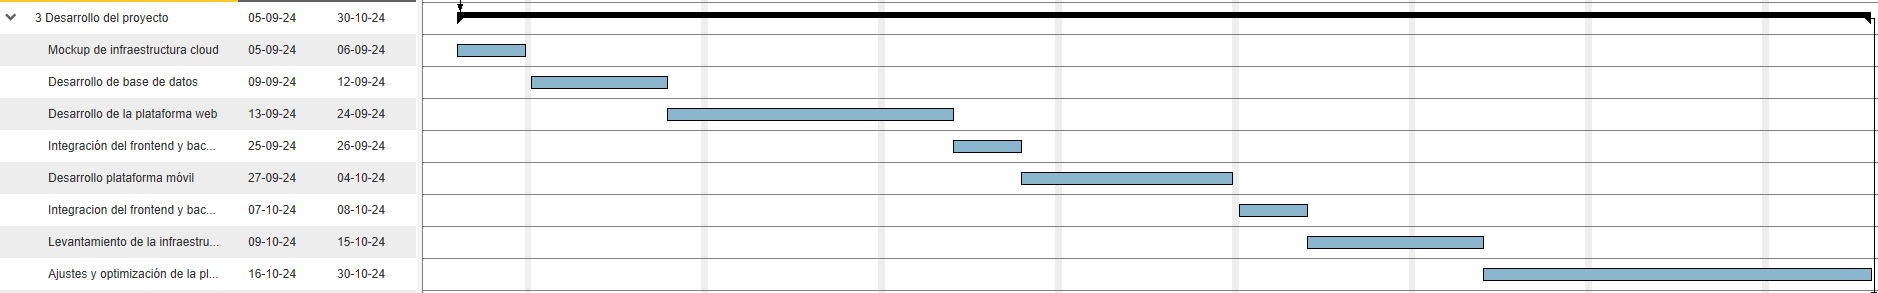 3 Desarrollo del proyecto 05-09-24 30-10-24
Mockup de infraestructura cloud 05-09-24 06-09-24
Desarrollo de base de datos 09-09-24 12-09-24
Desarrollo de la plataforma web 13-09-24 24-09-24
Integración del frontend y bac... 25-09-24 26-09-24
Desarrollo plataforma móvil 27-09-24 04-10-24
Integracion del frontend y bac... 07-10-24 08-10-24
Levantamiento de la infraestru... 09-10-24 15-10-24
Ajustes y optimización de la pl... 16-10-24 30-10-24